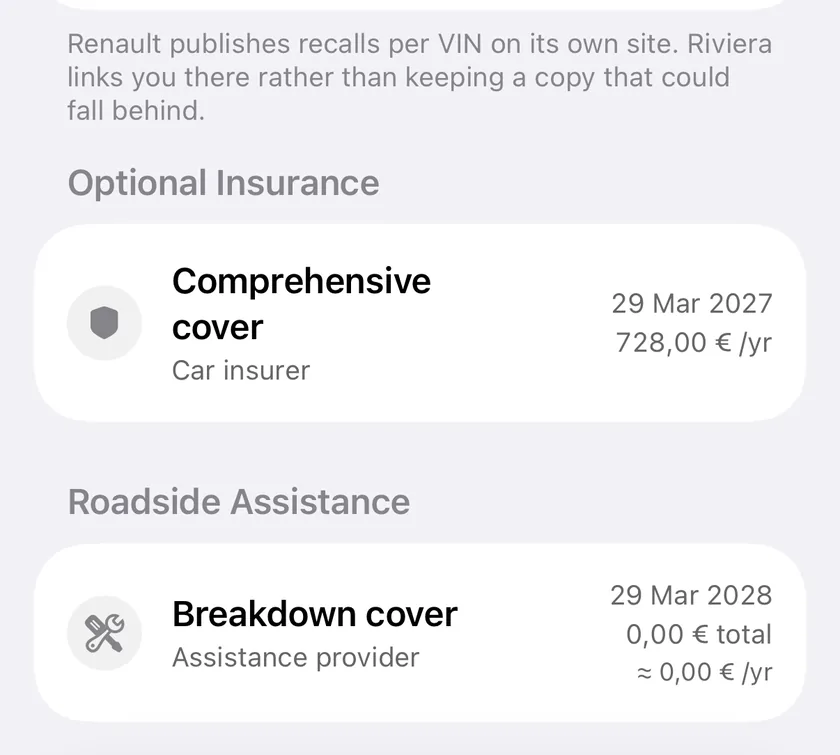 Renault publishes recalls per VIN on its own site. Riviera
links you there rather than keeping a copy that could
fall behind.
Optional Insurance
Comprehensive
cover
Car insurer
29 Mar 2027
728,00 € /yr
Roadside Assistance
Breakdown cover
Assistance provider
29 Mar 2028
0,00 € total
≈ 0,00 € /yr